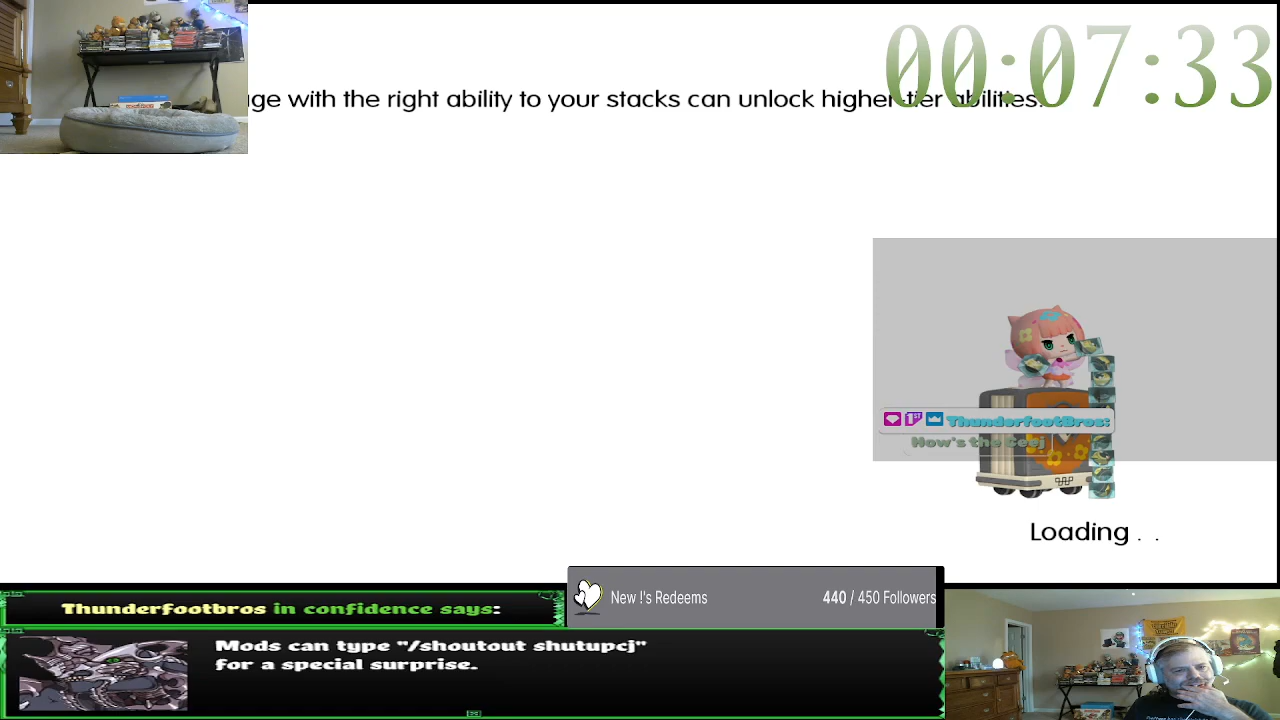 00:07:33
ge with the right ability to your stacks can unlock higher-tier abilities.
ThunderfootBros:
How's the Ceej
Loading . .
New !'s Redeems 440 / 450 Followers
Thunderfootbros in confidence says:
Mods can type "/shoutout shutupcj"
for a special surprise.